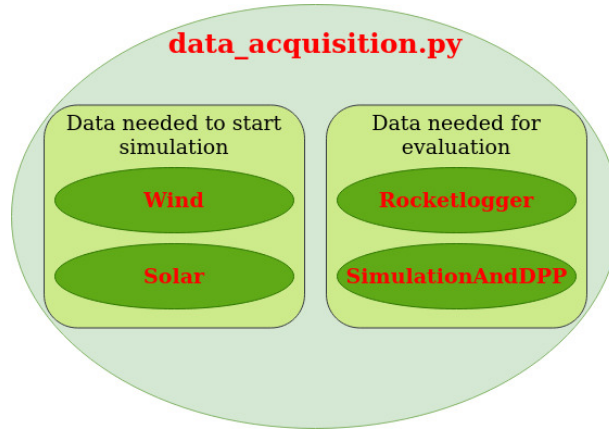 data_acquisition.py
Data needed to start
simulation
Wind
Solar
Data needed for
evaluation
Rocketlogger
SimulationAndDPP